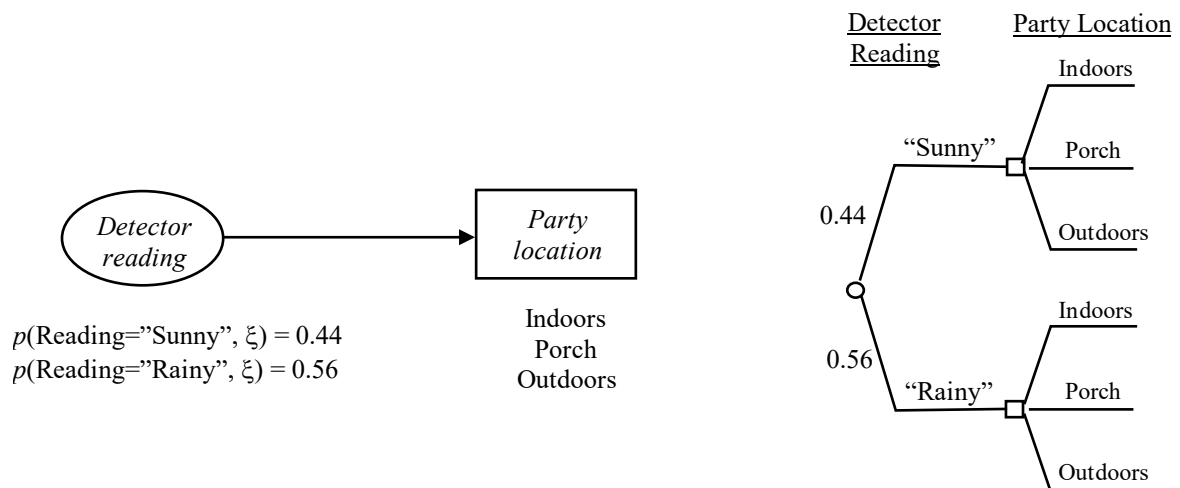 Detector
reading
p(Reading=”Sunny”, ξ) = 0.44
p(Reading=”Rainy”, ξ) = 0.56
Party
location
Indoors
Porch
Outdoors
Detector
Reading
Party Location
Indoors
“Sunny”
Porch
0.44
Outdoors
Indoors
0.56
“Rainy”
Porch
Outdoors